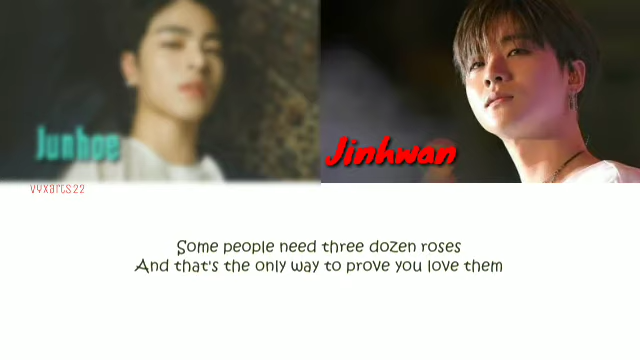 Junhoe
Jinhwan
vyxarts22
Some people need three dozen roses
And that's the only way to prove you love them